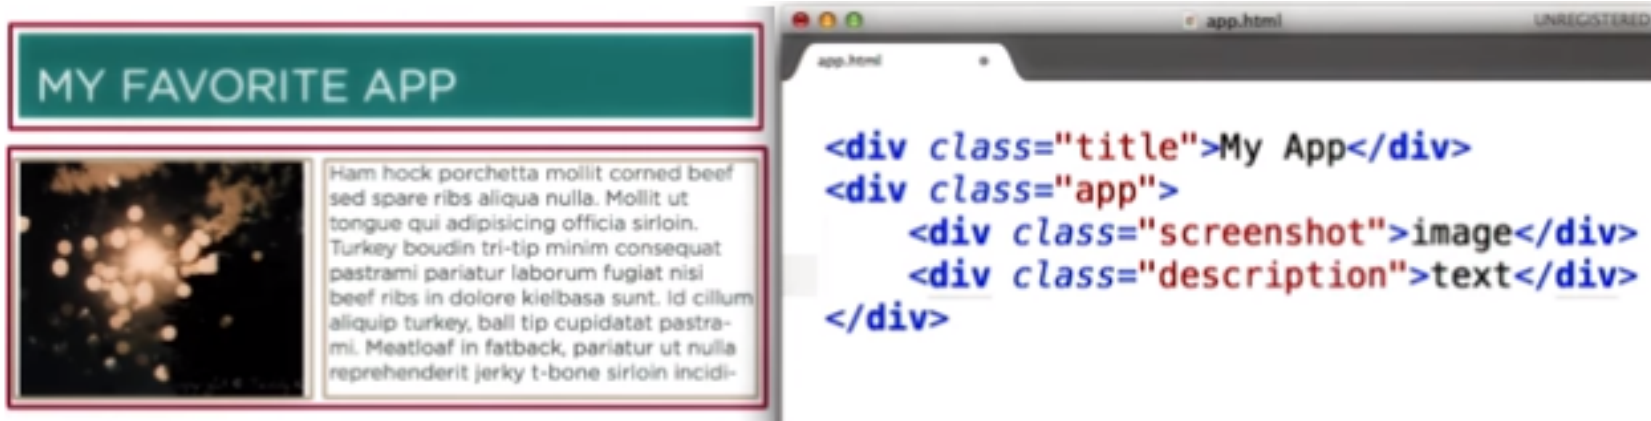 MY FAVORITE APP
Ham hock porchetta mollit corned beef
sed spare ribs aliqua nulla. Mollit ut
tongue qui adipisicing officia sirloin.
Turkey boudin tri-tip minim consequat
pastrami pariatur laborum fugiat nisi
beef ribs in dolore kielbasa sunt. Id cillum
aliquip turkey, ball tip cupidatat pastra-
mi. Meatloaf in fatback, pariatur ut nulla
reprehenderit jerky t-bone sirloin incidi-
app.html
UNREGISTERED
app.html
<div class="title">My App</div>
<div class="app">
<div class="screenshot">image</div>
<div class="description">text</div>
</div>